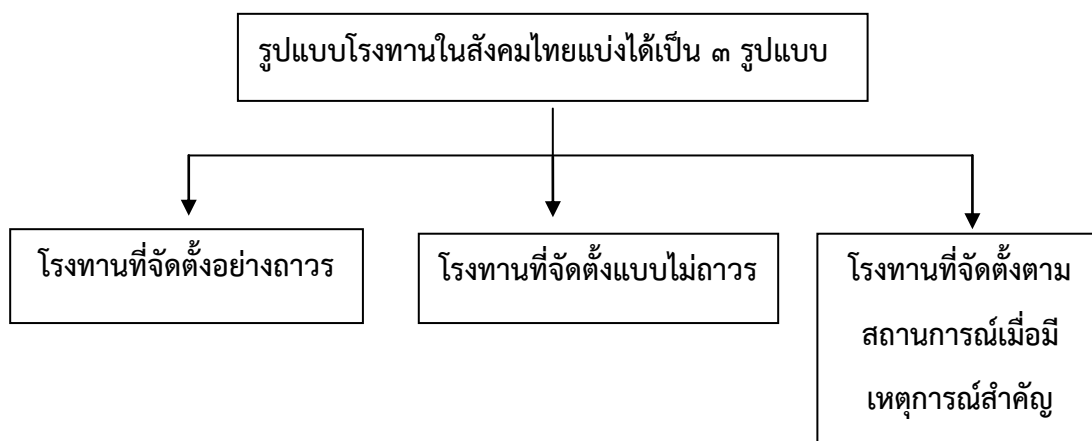 รูปแบบโรงทานในสังคมไทยแบ่งได้เป็น ๓ รูปแบบ
โรงทานที่จัดตั้งอย่างถาวร
โรงทานที่จัดตั้งแบบไม่ถาวร
โรงทานที่จัดตั้งตาม
สถานการณ์เมื่อมี
เหตุการณ์สำคัญ